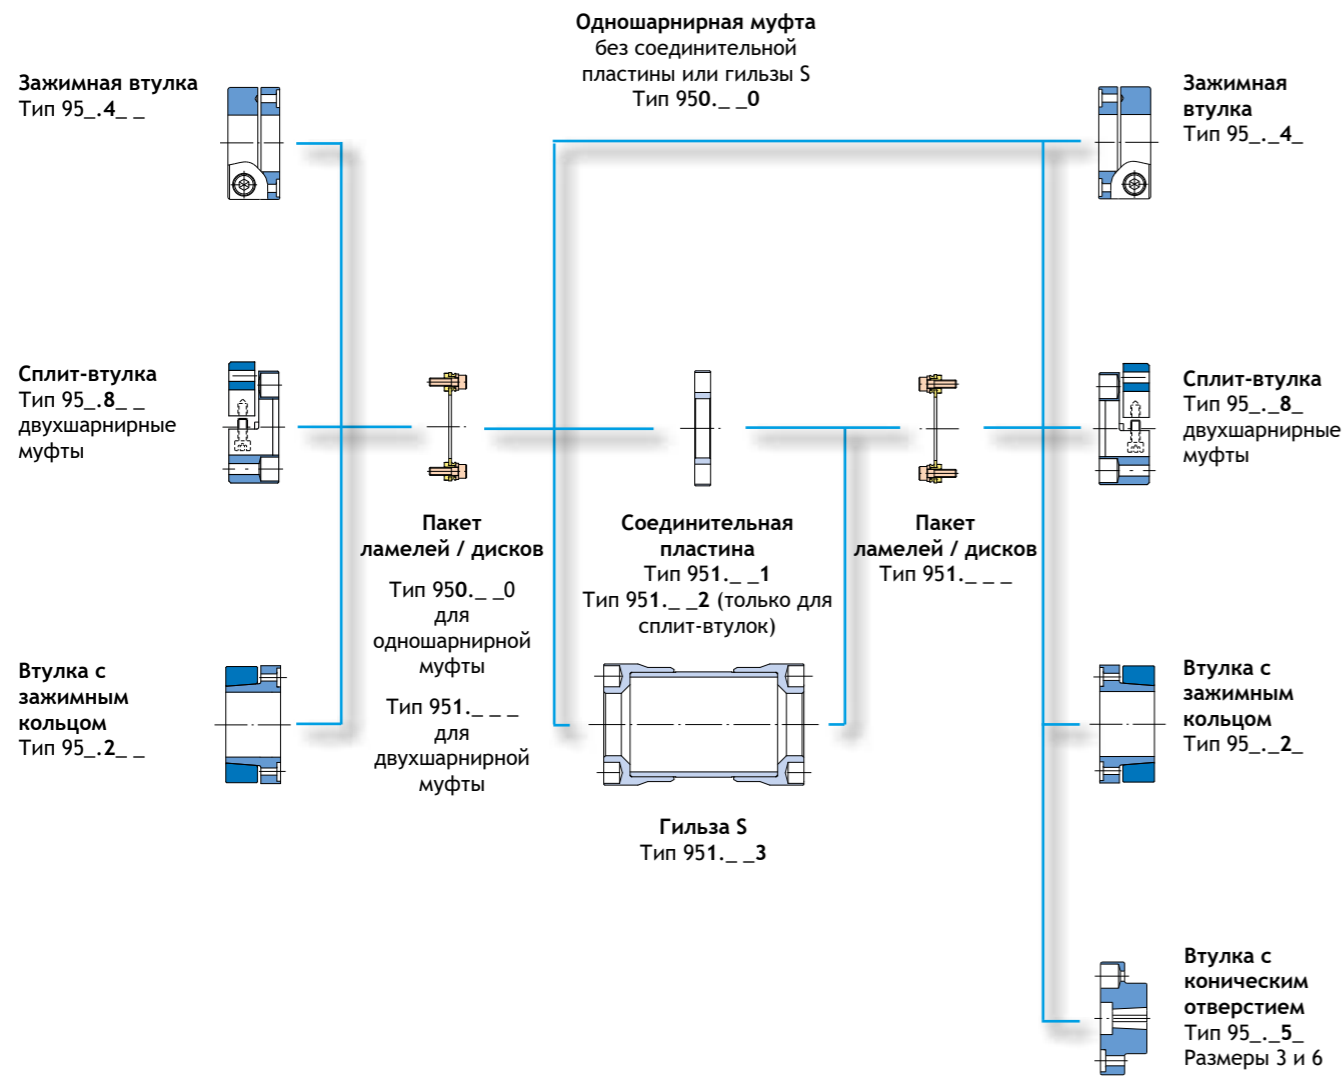 Одношарнирная муфта
без соединительной
пластины или гильзы S
Тип 950._ _0
Зажимная втулка
Тип 95_.4_ _
Зажимная
втулка
Тип 95_._4_
Сплит-втулка
Тип 95_.8_ _
двухшарнирные
муфты
Сплит-втулка
Тип 95_._8_
двухшарнирные
муфты
Пакет
ламелей / дисков
Тип 950._ _0
для
одношарнирной
муфты
Тип 951._ _ _
для
двухшарнирной
муфты
Соединительная
пластина
Тип 951._ _1
Тип 951._ _2 (только для
сплит-втулок)
Пакет
ламелей / дисков
Тип 951._ _ _
Втулка с
зажимным
кольцом
Тип 95_.2_ _
Гильза S
Тип 951._ _3
Втулка с
зажимным
кольцом
Тип 95_._2_
Втулка с
коническим
отверстием
Тип 95_._5_
Размеры 3 и 6